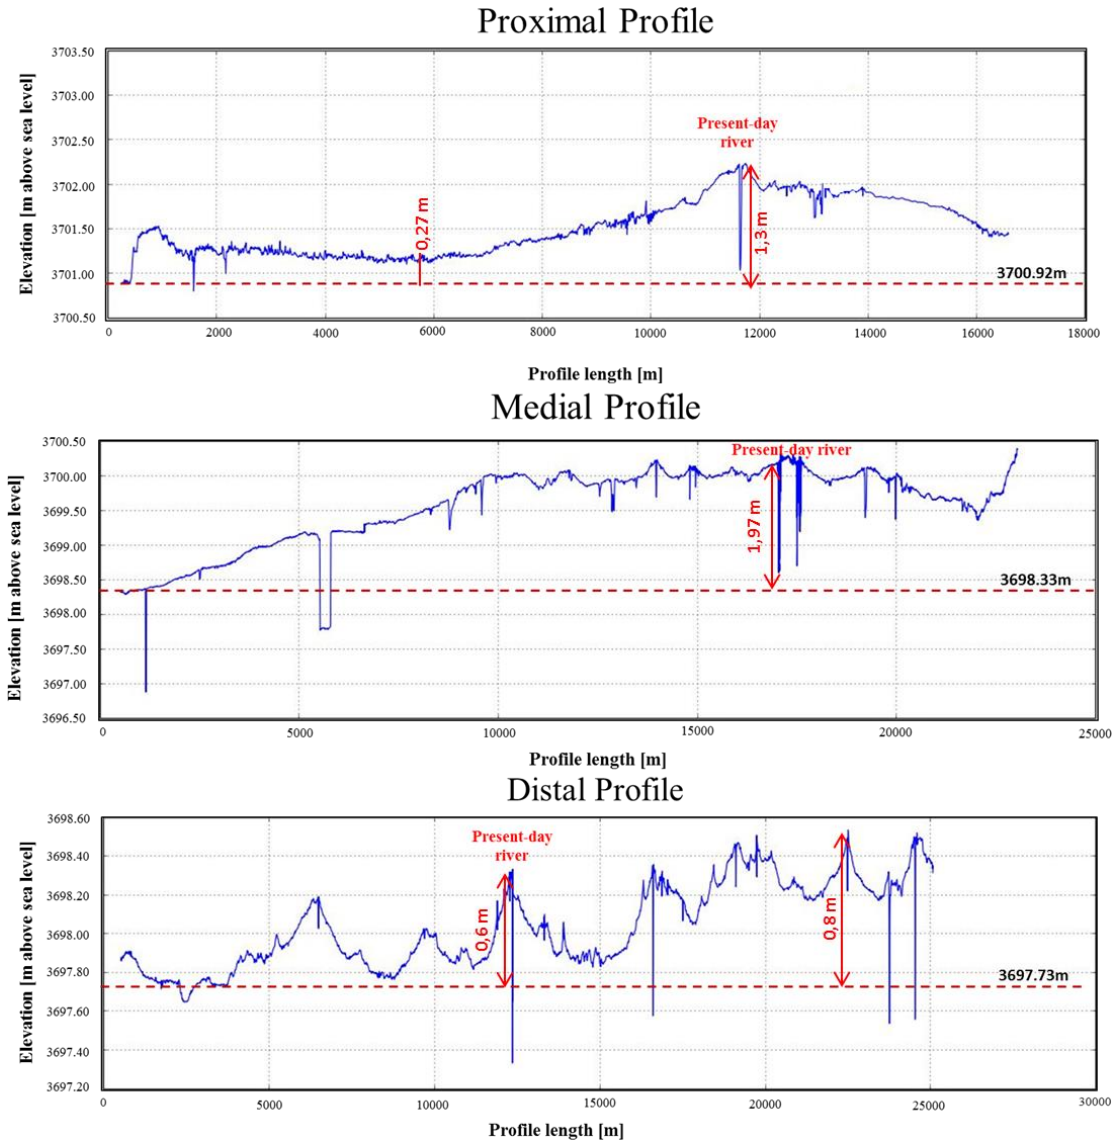 Proximal Profile
3703.50
3703.00
3702.50
3702.00
3701.50
3701.00
3700.50
Elevation [m above sea level]
Present-day
river
0,27 m
1,3 m
3700.92m
0 2000 4000 6000 8000 10000 12000 14000 16000 18000
Profile length [m]
Medial Profile
3700.50
3700.00
3699.50
3699.00
3698.50
3698.00
3697.50
3697.00
3696.50
Elevation [m above sea level]
Present-day river
1,97 m
3698.33m
0 5000 10000 15000 20000 25000
Profile length [m]
Distal Profile
3698.60
3698.40
3698.20
3698.00
3697.80
3697.60
3697.40
3697.20
Elevation [m above sea level]
Present-day
river
0,6 m
0,8 m
3697.73m
0 5000 10000 15000 20000 25000 30000
Profile length [m]